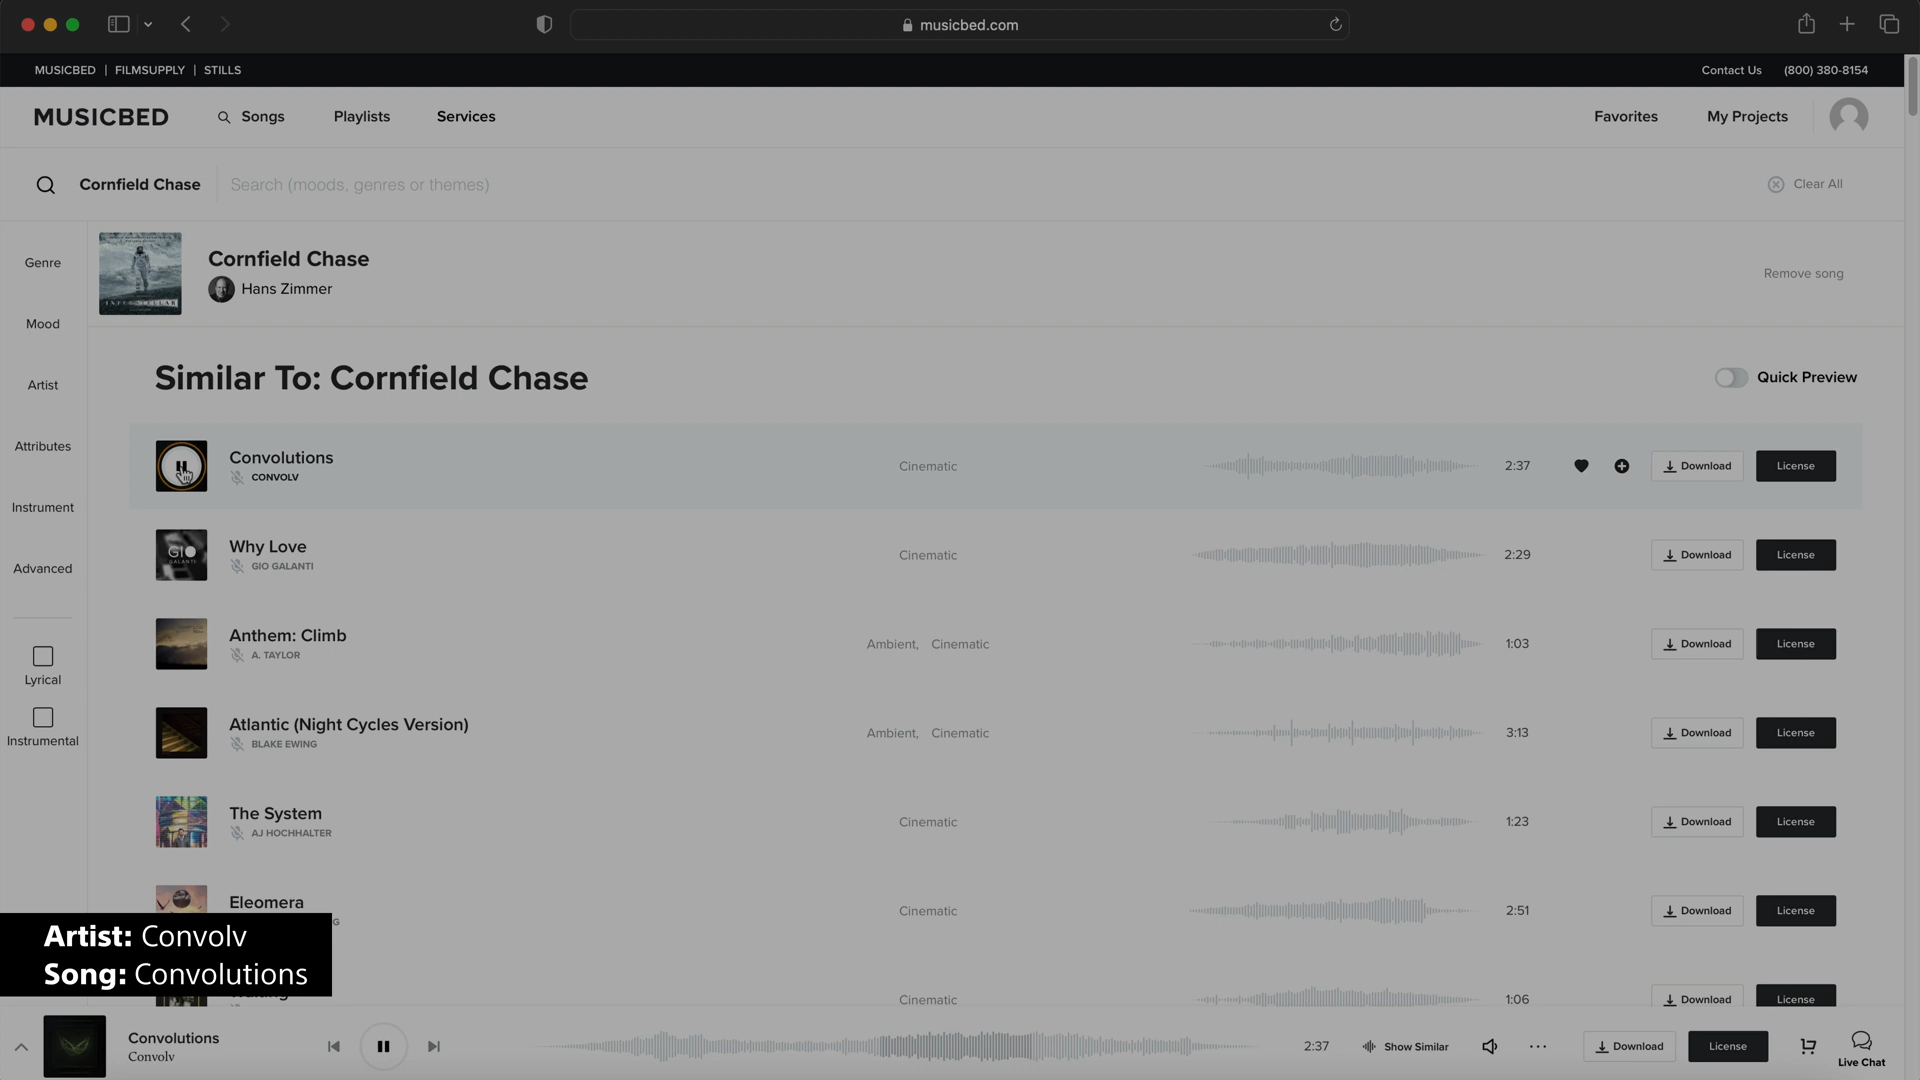 musicbed.com
MUSICBED | FILMSUPPLY | STILLS
Contact Us (800) 380-8154
MUSICBED Songs Playlists Services Favorites My Projects
Cornfield Chase Search (moods, genres or themes) Clear All
Genre
Mood
Artist
Attributes
Instrument
Advanced
Lyrical
Instrumental
INTERSTELLAR
Cornfield Chase
Hans Zimmer
Remove song
Similar To: Cornfield Chase
Quick Preview
Convolutions
CONVOLV
Cinematic 2:37 Download License
GIO
GALANTI
Why Love
GIO GALANTI
Cinematic 2:29 Download License
Anthem: Climb
A. TAYLOR
Ambient, Cinematic 1:03 Download License
Atlantic (Night Cycles Version)
BLAKE EWING
Ambient, Cinematic 3:13 Download License
The System
AJ HOCHHALTER
Cinematic 1:23 Download License
Eleomera
Cinematic 2:51 Download License
Cinematic 1:06 Download License
Artist: Convolv
Song: Convolutions
Convolutions
Convolv
2:37 Show Similar Download License
Live Chat